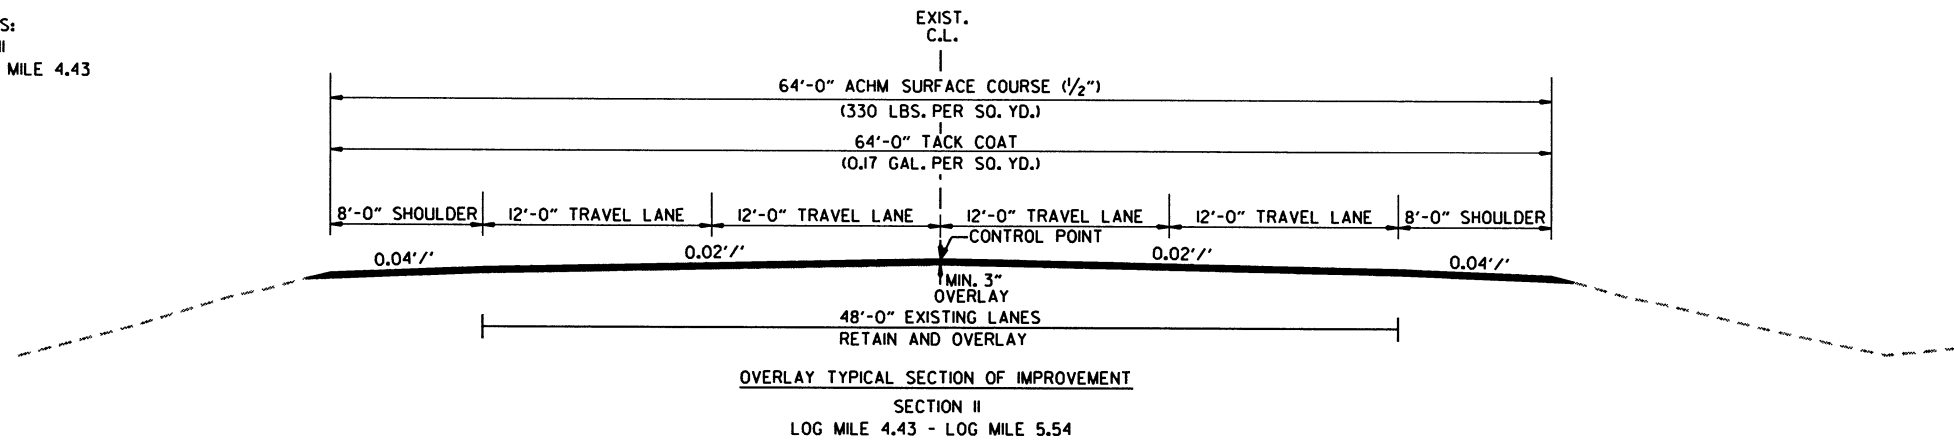 S:
II
MILE 4.43
EXIST.
C.L.
64'-0" ACHM SURFACE COURSE (1/2")
(330 LBS. PER SQ. YD.)
64'-0" TACK COAT
(0.17 GAL. PER SQ. YD.)
8'-0" SHOULDER 12'-0" TRAVEL LANE 12'-0" TRAVEL LANE 12'-0" TRAVEL LANE 12'-0" TRAVEL LANE 8'-0" SHOULDER
CONTROL POINT
0.04'/' 0.02'/' 0.02'/' 0.04'/'
MIN. 3"
OVERLAY
48'-0" EXISTING LANES
RETAIN AND OVERLAY
OVERLAY TYPICAL SECTION OF IMPROVEMENT
SECTION II
LOG MILE 4.43 - LOG MILE 5.54